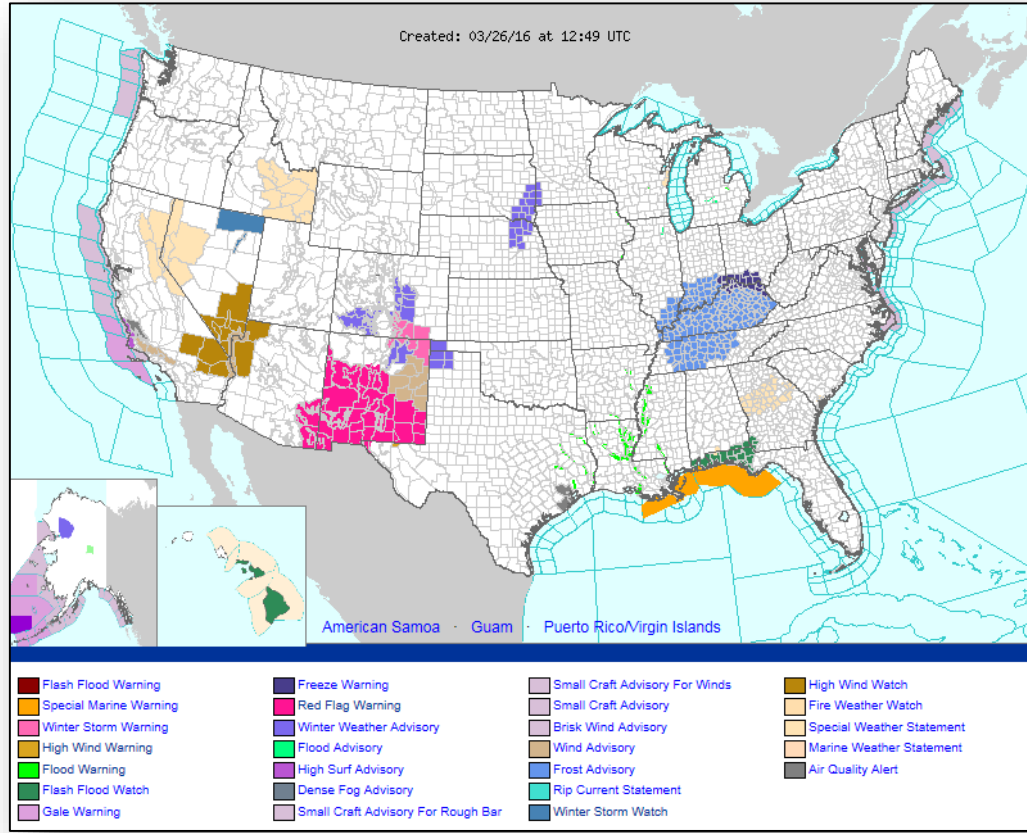 Created: 03/26/16 at 12:49 UTC
American Samoa · Guam · Puerto Rico/Virgin Islands
Flash Flood Warning
Special Marine Warning
Winter Storm Warning
High Wind Warning
Flood Warning
Flash Flood Watch
Gale Warning
Freeze Warning
Red Flag Warning
Winter Weather Advisory
Flood Advisory
High Surf Advisory
Dense Fog Advisory
Small Craft Advisory For Rough Bar
Small Craft Advisory For Winds
Small Craft Advisory
Brisk Wind Advisory
Wind Advisory
Frost Advisory
Rip Current Statement
Winter Storm Watch
High Wind Watch
Fire Weather Watch
Special Weather Statement
Marine Weather Statement
Air Quality Alert